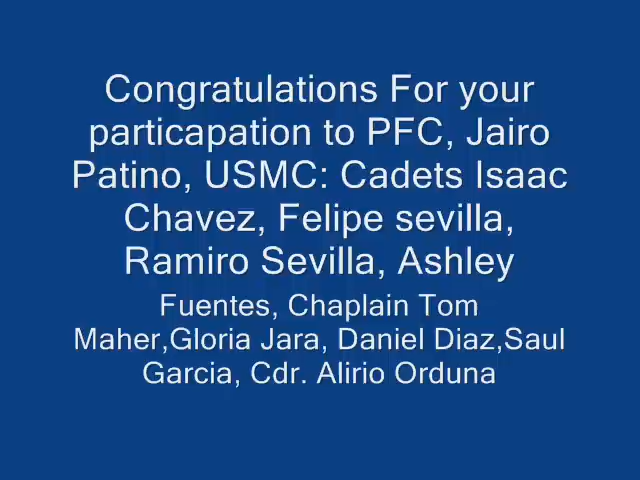 Congratulations For your
particapation to PFC, Jairo
Patino, USMC: Cadets Isaac
Chavez, Felipe sevilla,
Ramiro Sevilla, Ashley
Fuentes, Chaplain Tom
Maher,Gloria Jara, Daniel Diaz,Saul
Garcia, Cdr. Alirio Orduna